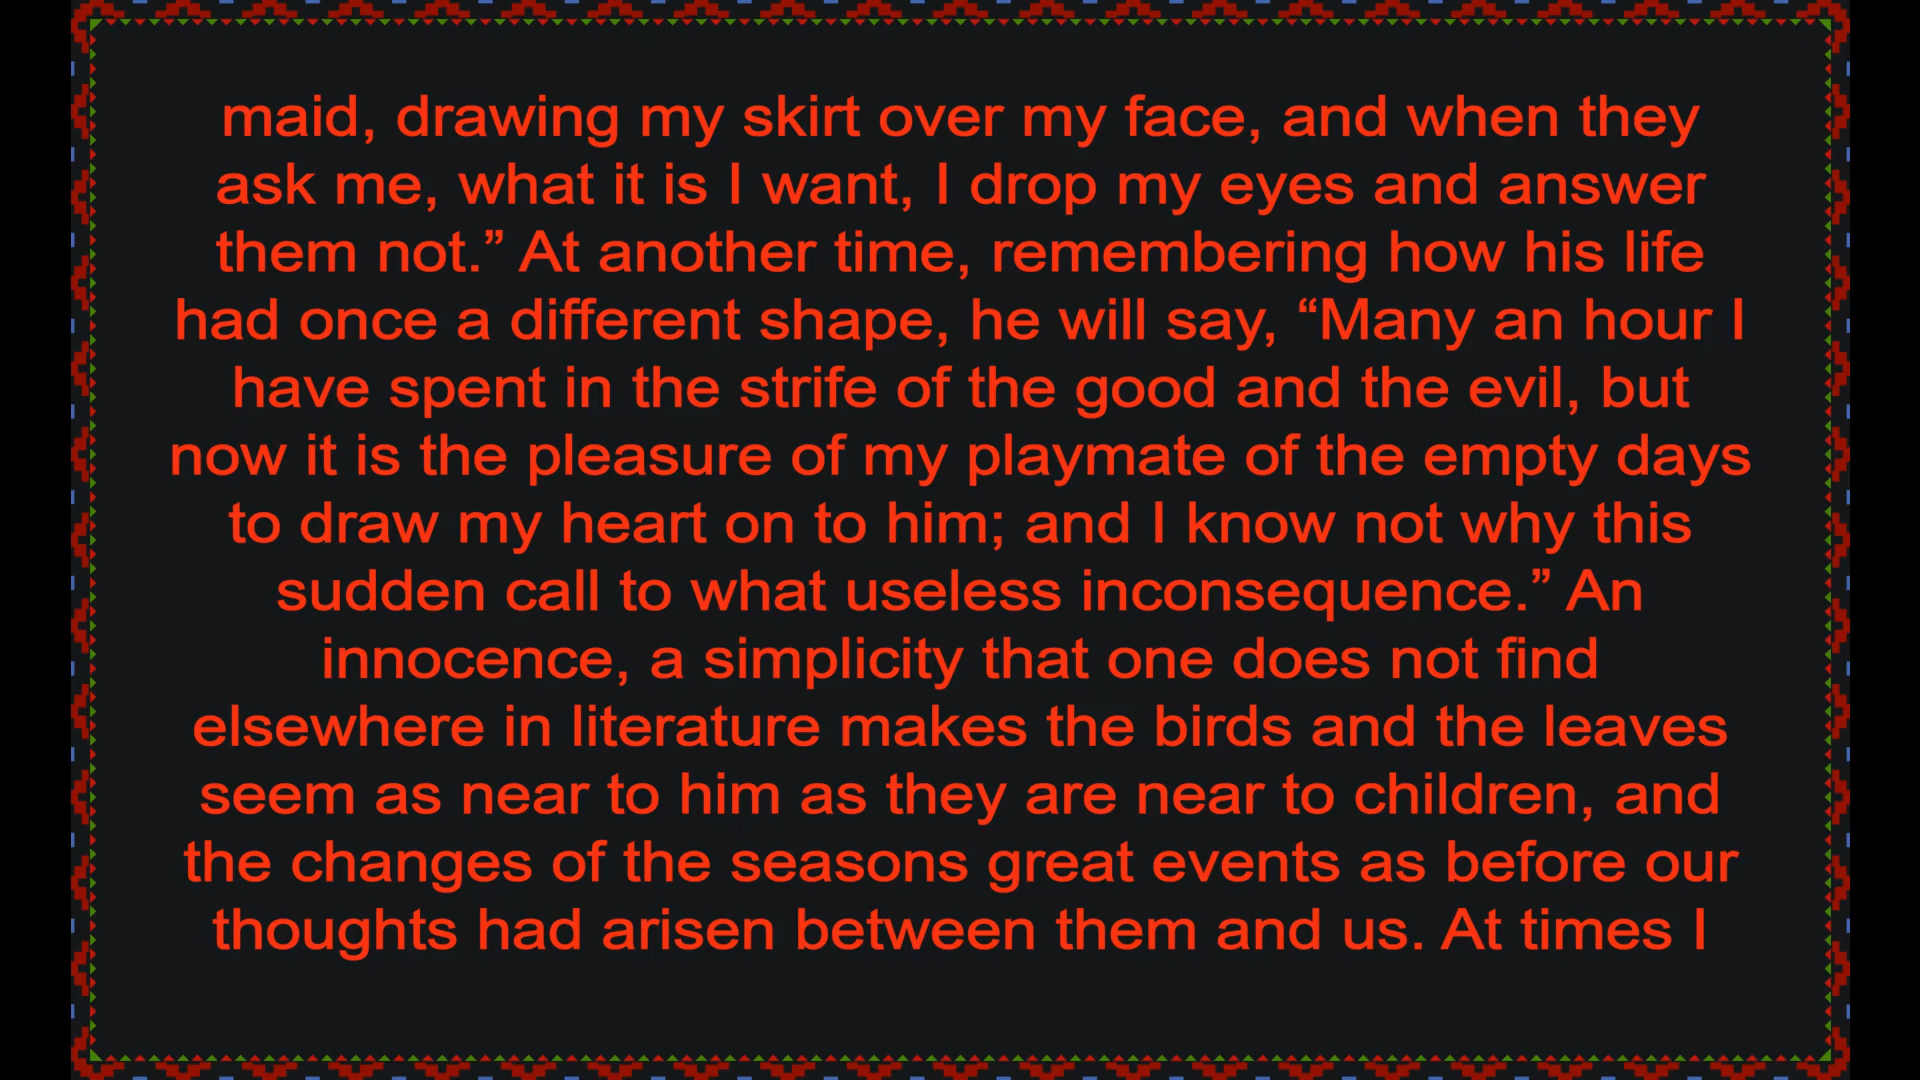 maid, drawing my skirt over my face, and when they
ask me, what it is I want, I drop my eyes and answer
them not.” At another time, remembering how his life
had once a different shape, he will say, “Many an hour I
have spent in the strife of the good and the evil, but
now it is the pleasure of my playmate of the empty days
to draw my heart on to him; and I know not why this
sudden call to what useless inconsequence.” An
innocence, a simplicity that one does not find
elsewhere in literature makes the birds and the leaves
seem as near to him as they are near to children, and
the changes of the seasons great events as before our
thoughts had arisen between them and us. At times I